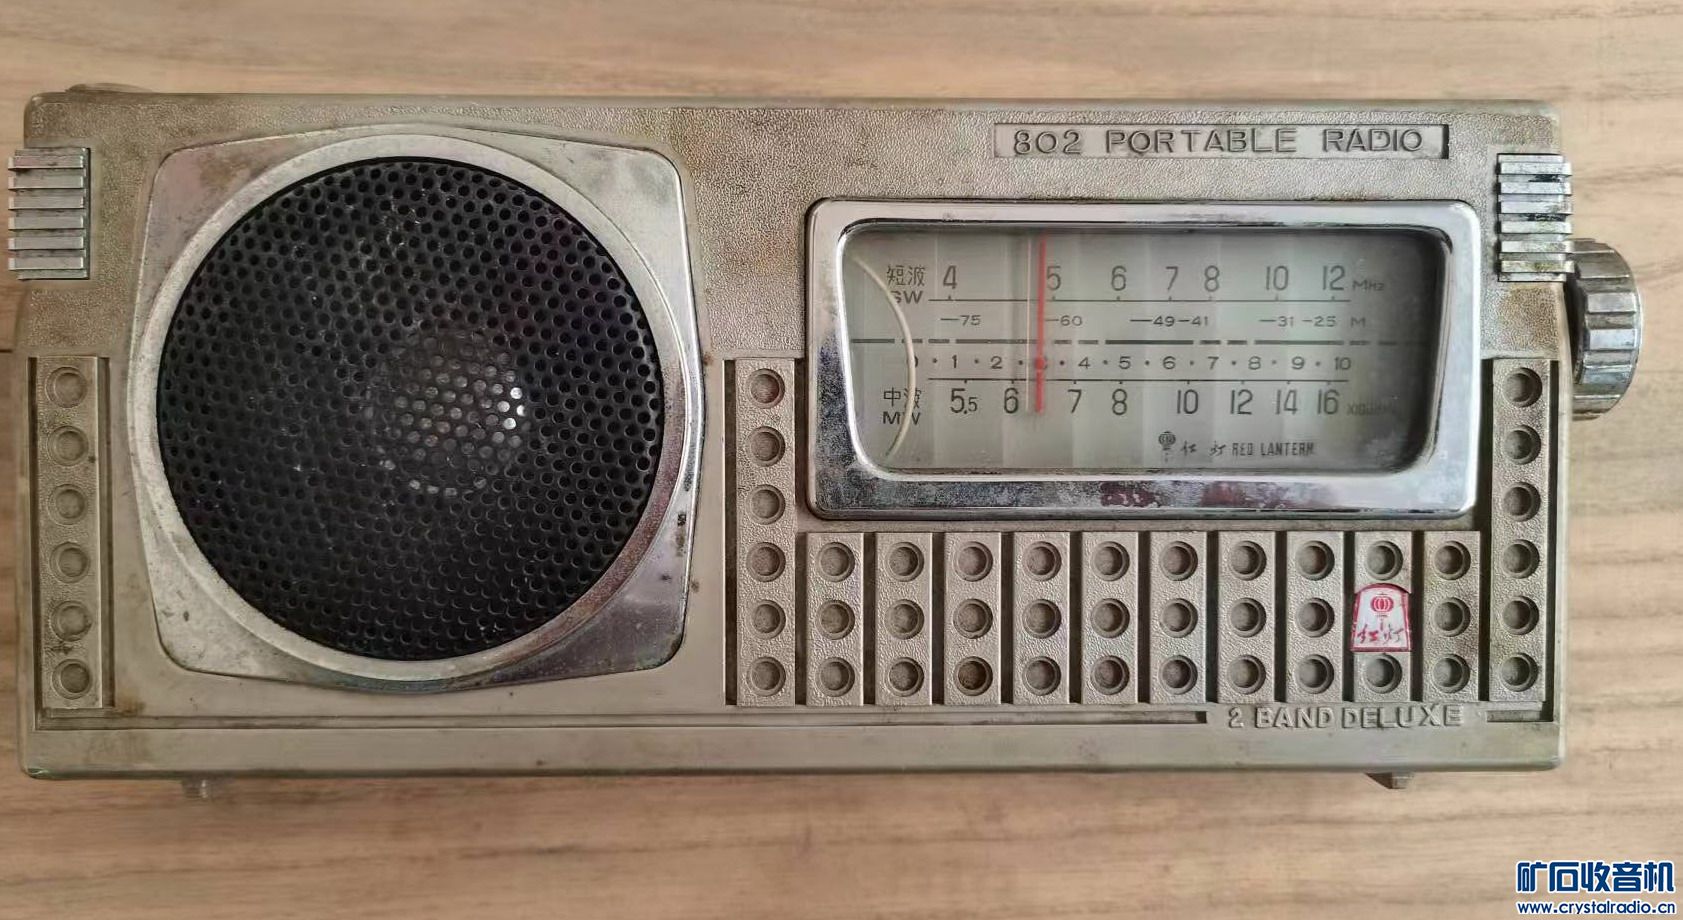 802 PORTABLE RADIO
短波 4 5 6 7 8 10 12 MHz
SW
75 60 49 41 31 25 M
0 1 2 4 5 6 7 8 9 10
中波 5.5 6 7 8 10 12 14 16
MW
红灯 RED LANTERN
红灯
2 BAND DELUXE
矿石收音机
www.crystalradio.cn